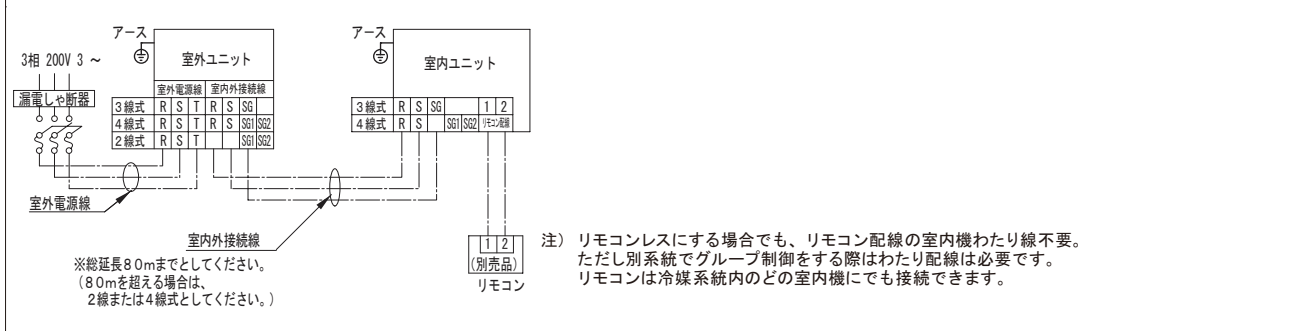 アース
3相 200V 3 ~
室外ユニット
室外電源線 室内外接続線
漏電しゃ断器
3線式 R S T R S SG
4線式 R S T R S SG1 SG2
2線式 R S T SG1 SG2
室外電源線
アース
室内ユニット
3線式 R S SG 1 2
4線式 R S SG1 SG2 リモコン配線
室内外接続線
※総延長80mまでとしてください。
(80mを超える場合は、
2線または4線式としてください。)
1 2
(別売品)
リモコン
注) リモコンレスにする場合でも、リモコン配線の室内機わたり線不要。
ただし別系統でグループ制御をする際はわたり配線は必要です。
リモコンは冷媒系統内のどの室内機にでも接続できます。